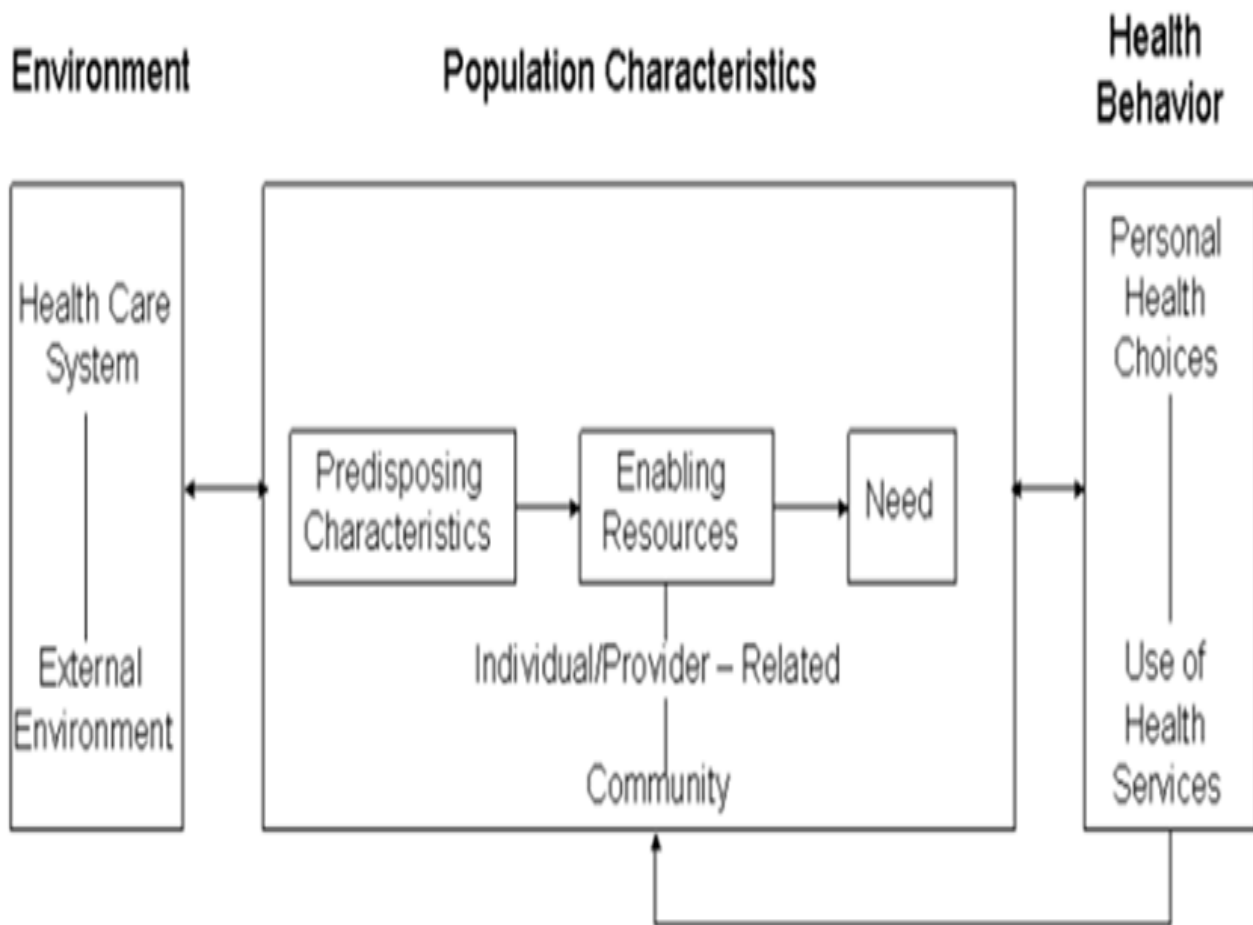 Environment
Population Characteristics
Health
Behavior
Health Care
System
External
Environment
Predisposing
Characteristics
Enabling
Resources
Need
Individual/Provider – Related
Community
Personal
Health
Choices
Use of
Health
Services